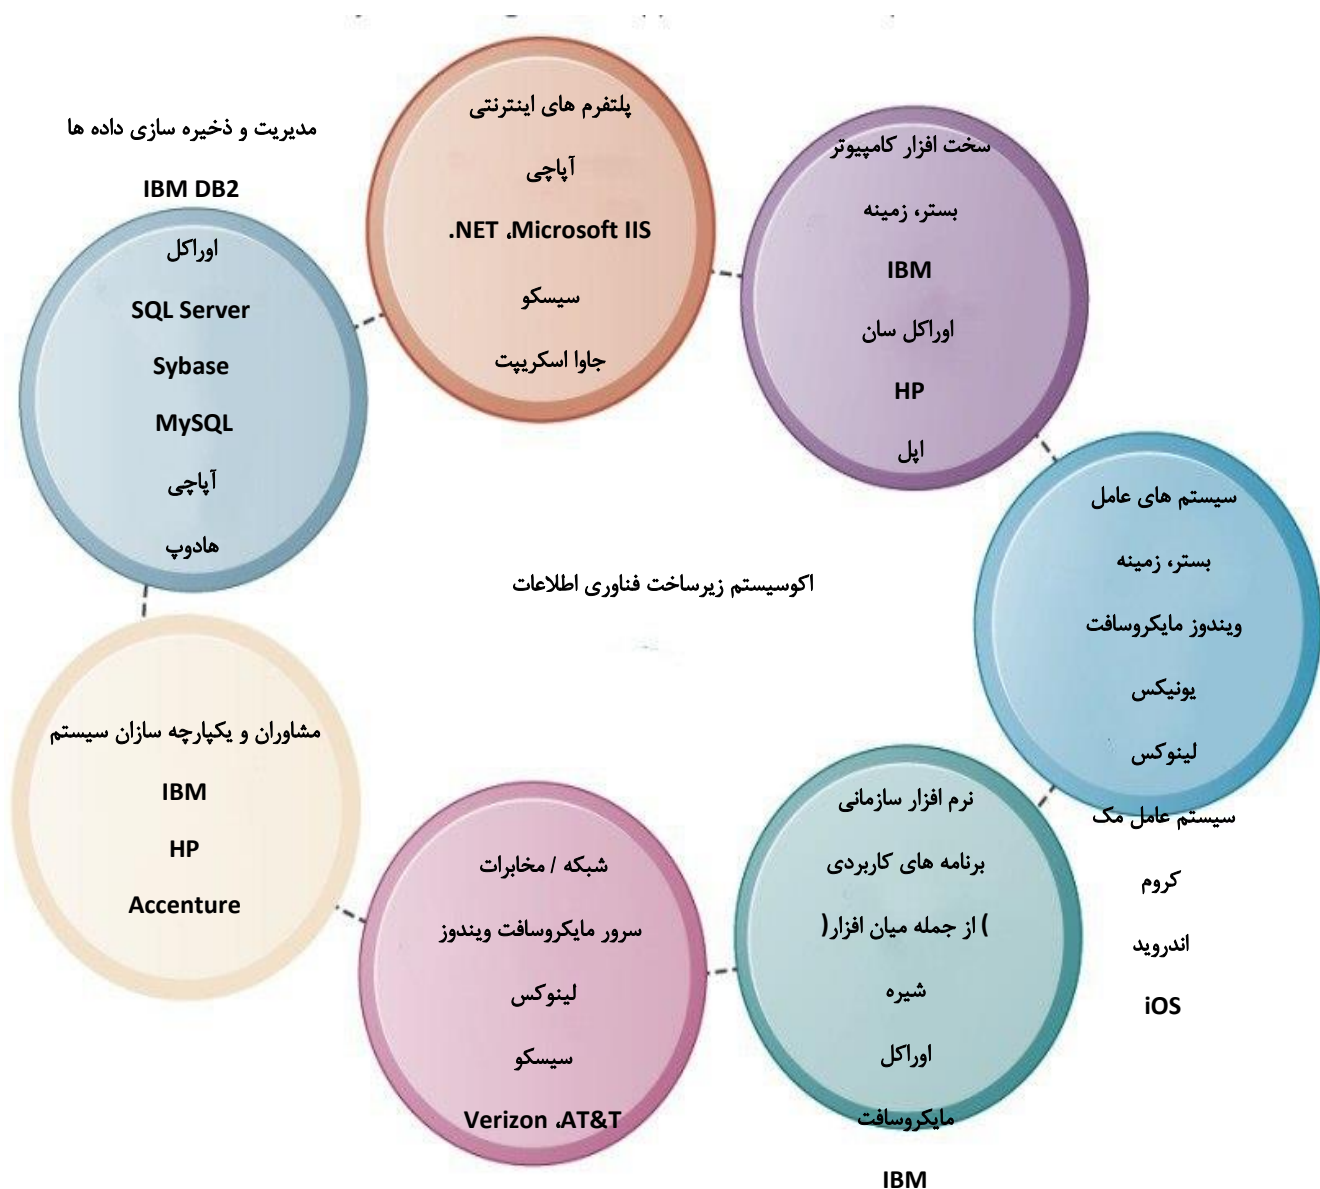 مدیریت و ذخیره سازی داده ها
IBM DB2
اوراکل
SQL Server
Sybase
MySQL
آپاچی
هادوپ
پلتفرم های اینترنتی
آپاچی
.NET ،Microsoft IIS
سیسکو
جاوا اسکریپت
سخت افزار کامپیوتر
بستر، زمینه
IBM
اوراکل سان
HP
اپل
سیستم های عامل
بستر، زمینه
ویندوز مایکروسافت
یونیکس
لینوکس
سیستم عامل مک
کروم
اندروید
iOS
اکوسیستم زیرساخت فناوری اطلاعات
مشاوران و یکپارچه سازان سیستم
IBM
HP
Accenture
شبکه / مخابرات
سرور مایکروسافت ویندوز
لینوکس
سیسکو
Verizon ،AT&T
نرم افزار سازمانی
برنامه های کاربردی
) از جمله میان افزار(
شیره
اوراکل
مایکروسافت
IBM